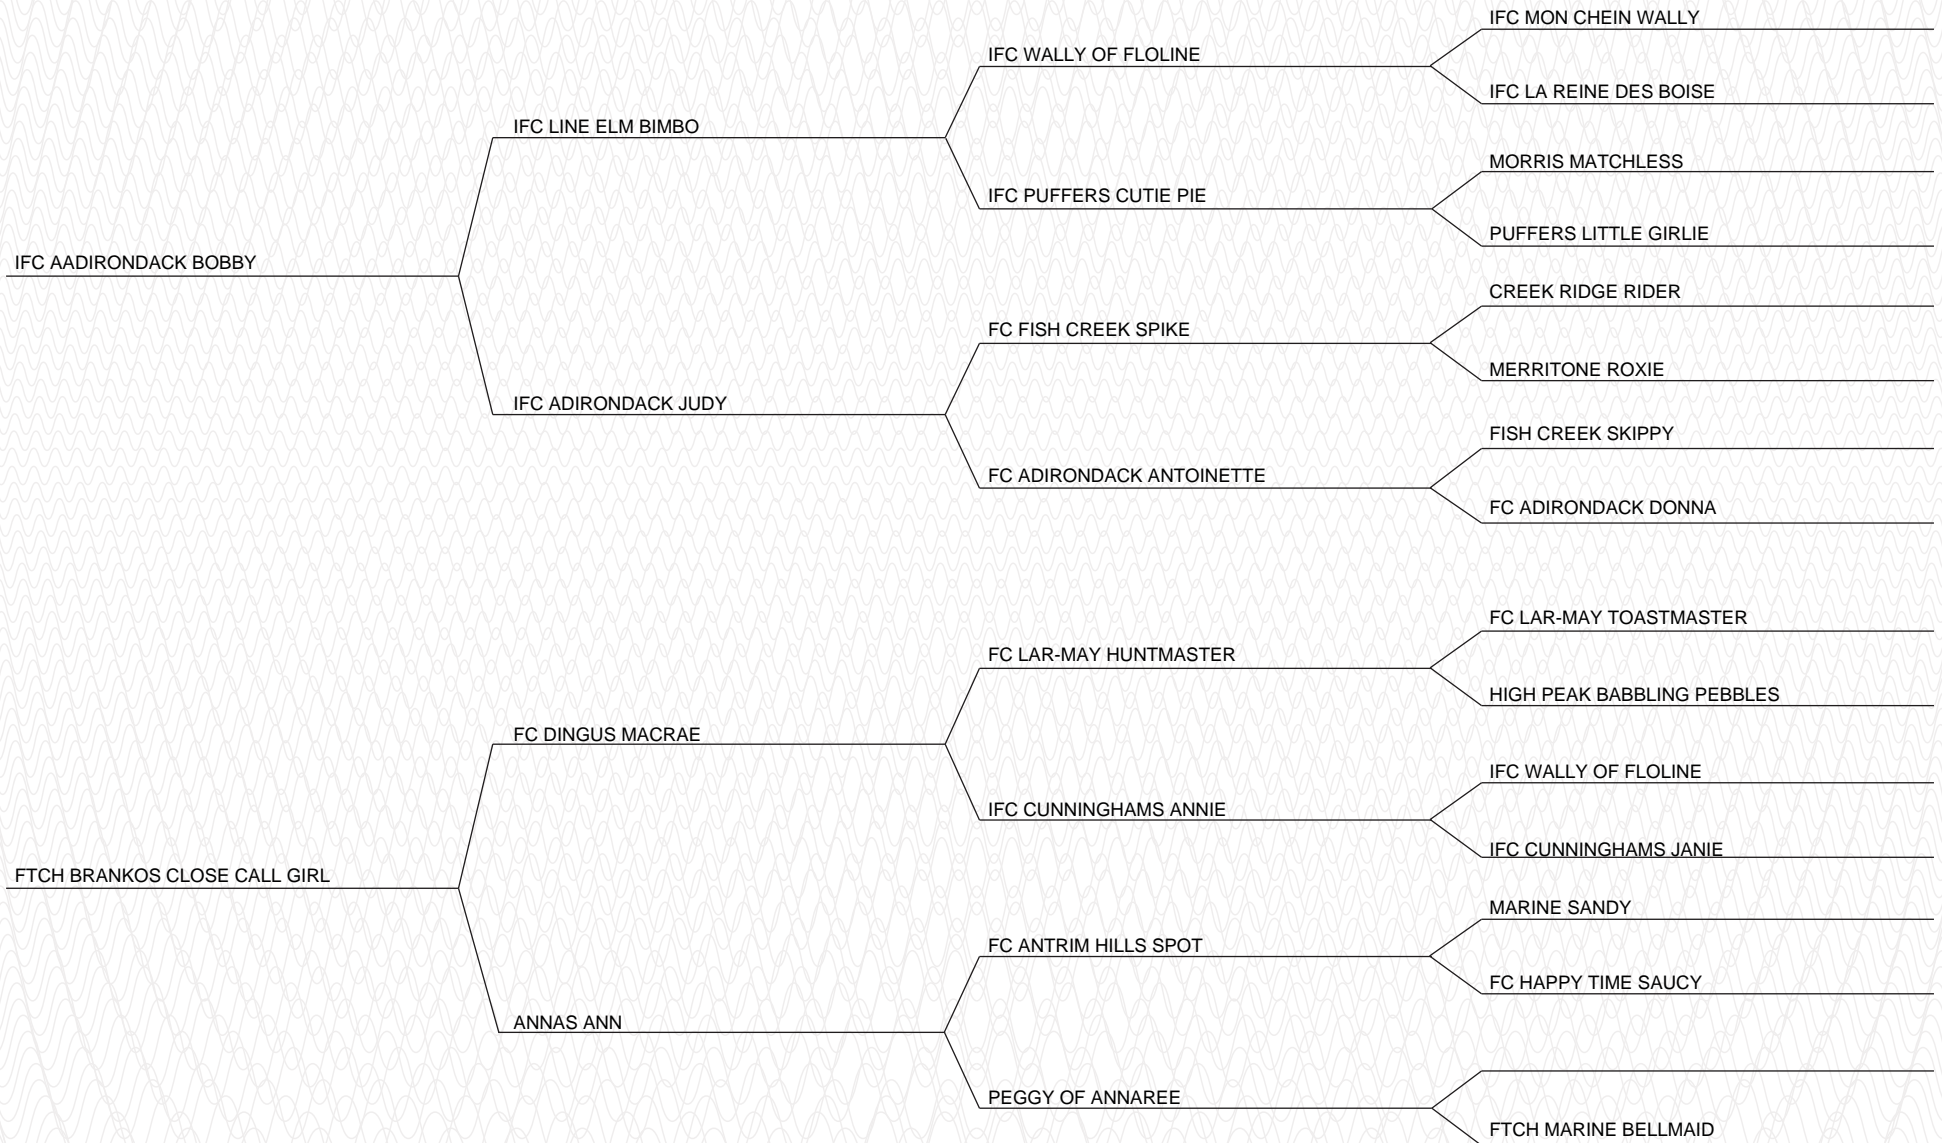 IFC MON CHEIN WALLY
IFC WALLY OF FLOLINE
IFC LA REINE DES BOISE
IFC LINE ELM BIMBO
MORRIS MATCHLESS
IFC PUFFERS CUTIE PIE
PUFFERS LITTLE GIRLIE
IFC AADIRONDACK BOBBY
CREEK RIDGE RIDER
FC FISH CREEK SPIKE
MERRITONE ROXIE
IFC ADIRONDACK JUDY
FISH CREEK SKIPPY
FC ADIRONDACK ANTOINETTE
FC ADIRONDACK DONNA
FC LAR-MAY TOASTMASTER
FC LAR-MAY HUNTMASTER
HIGH PEAK BABBLING PEBBLES
FC DINGUS MACRAE
IFC WALLY OF FLOLINE
IFC CUNNINGHAMS ANNIE
IFC CUNNINGHAMS JANIE
FTCH BRANKOS CLOSE CALL GIRL
MARINE SANDY
FC ANTRIM HILLS SPOT
FC HAPPY TIME SAUCY
ANNAS ANN
PEGGY OF ANNAREE
FTCH MARINE BELLMAID